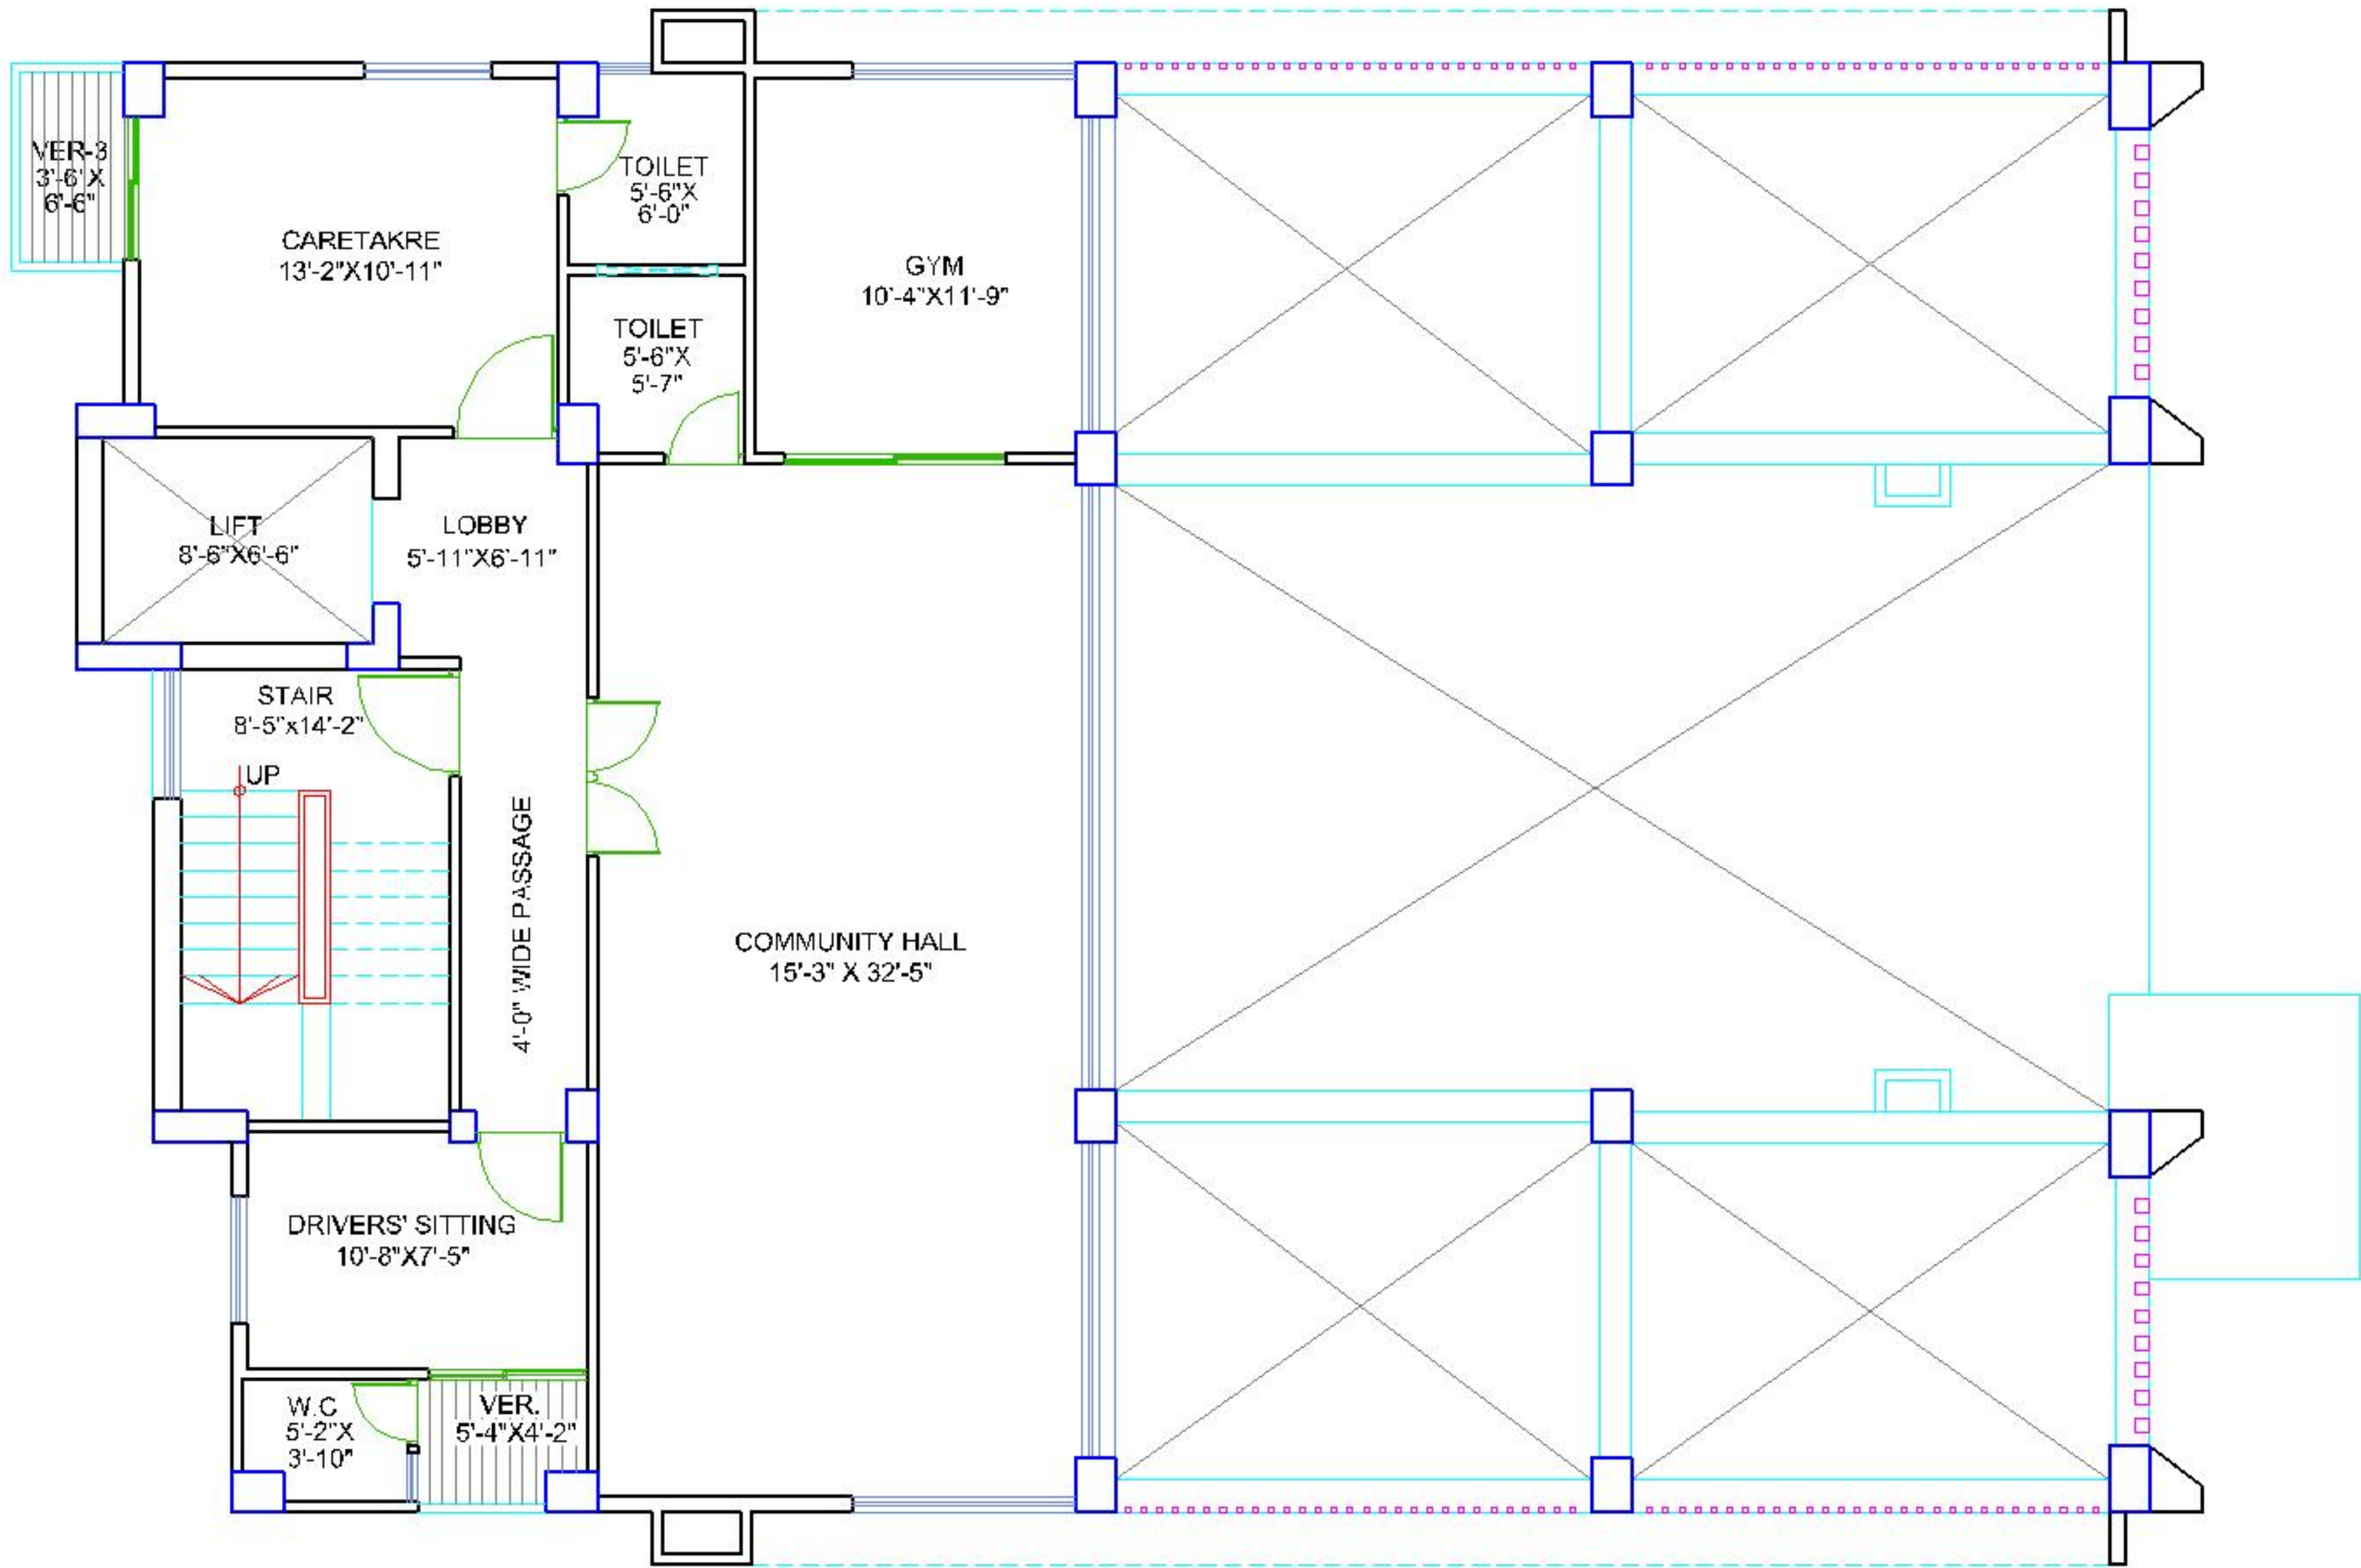 VER-3
3'-6"X
6'-6"
CARETAKRE
13'-2"X10'-11"
TOILET
5'-6"X
6'-0"
TOILET
5'-6"X
5'-7"
GYM
10'-4"X11'-9"
LIFT
8'-6"X6'-6"
LOBBY
5'-11"X6'-11"
STAIR
8'-5"x14'-2"
UP
4'-0" WIDE PASSAGE
COMMUNITY HALL
15'-3" X 32'-5"
DRIVERS' SITTING
10'-8"X7'-5"
W.C
5'-2"X
3'-10"
VER.
5'-4"X4'-2"